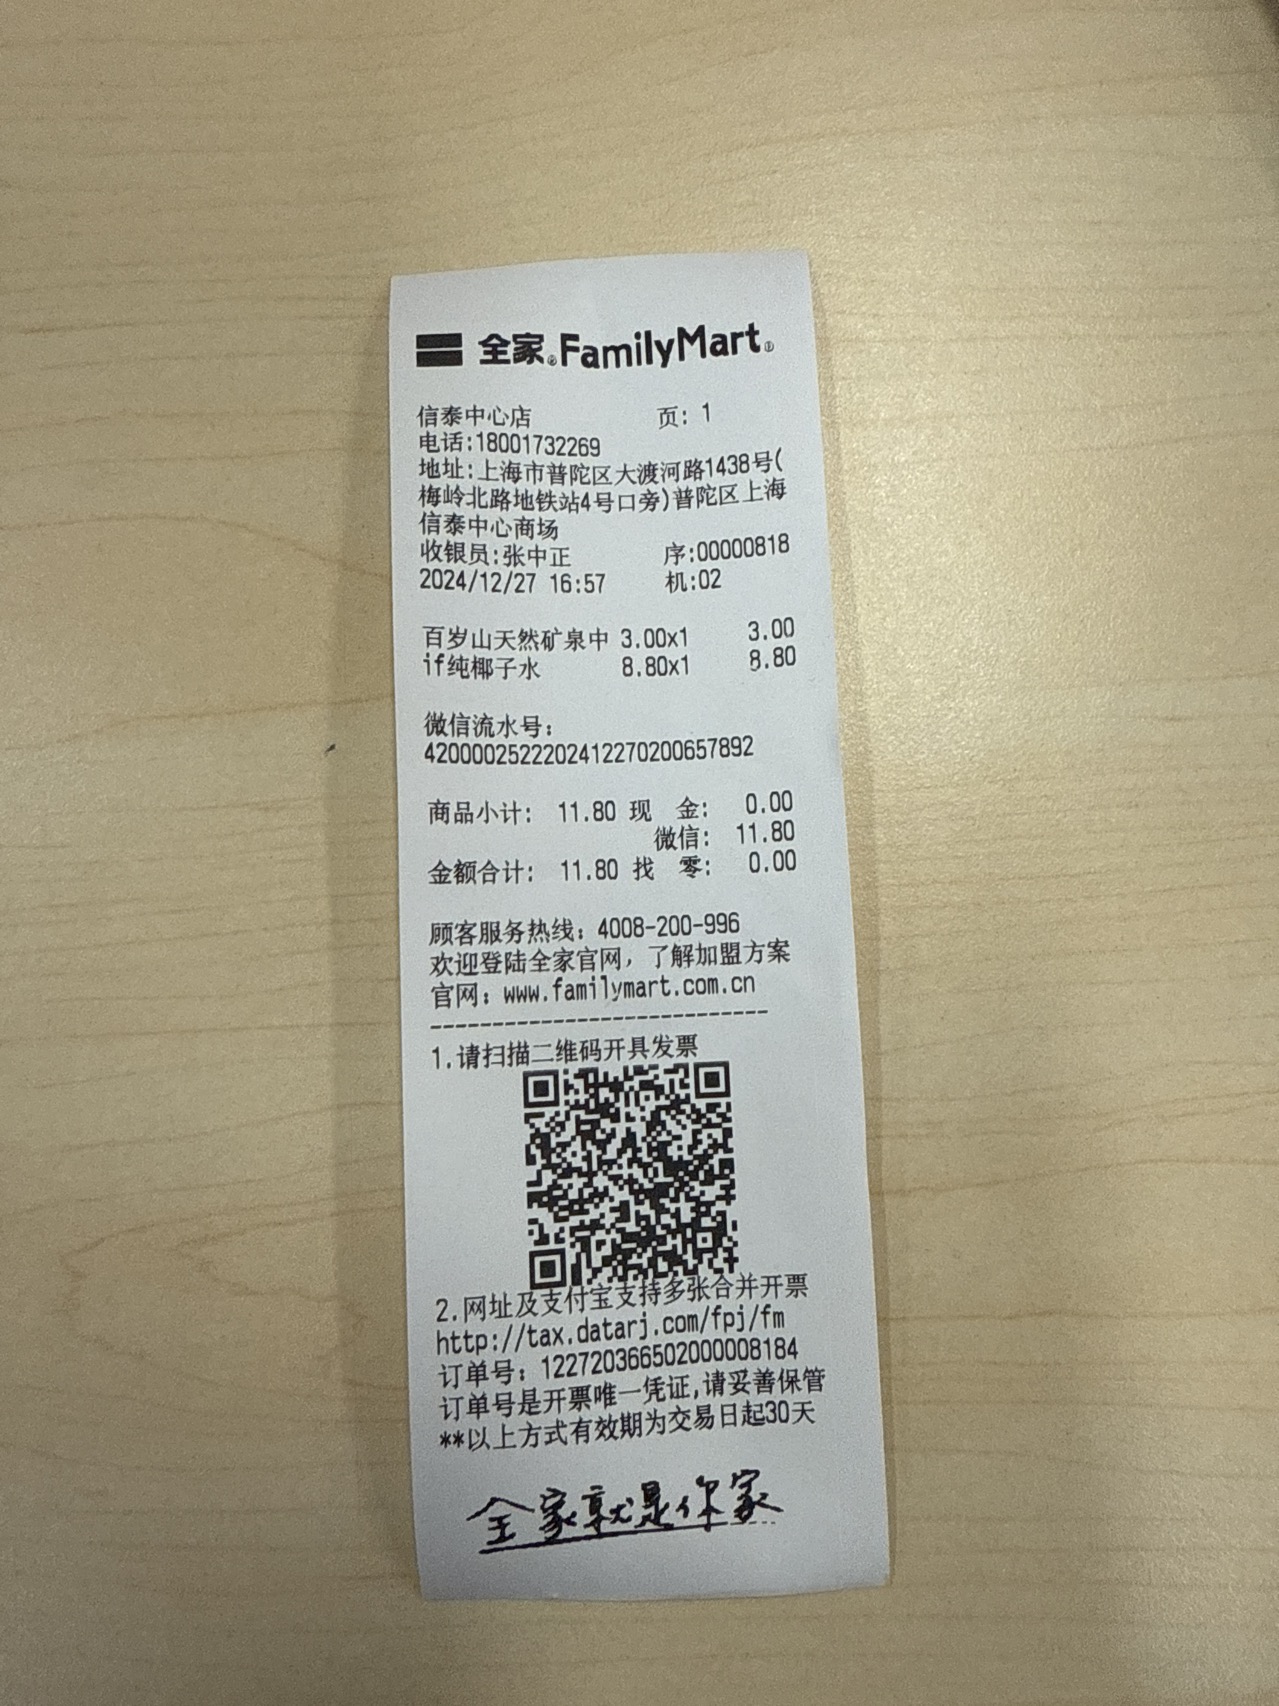 全家® FamilyMart®
信泰中心店 页: 1
电话:18001732269
地址:上海市普陀区大渡河路1438号(
梅岭北路地铁站4号口旁)普陀区上海
信泰中心商场
收银员:张中正 序:00000818
2024/12/27 16:57 机:02
百岁山天然矿泉中 3.00x1 3.00
if纯椰子水 8.80x1 8.80
微信流水号:
4200002522202412270200657892
商品小计: 11.80 现 金: 0.00
微信: 11.80
金额合计: 11.80 找 零: 0.00
顾客服务热线: 4008-200-996
欢迎登陆全家官网, 了解加盟方案
官网: www.familymart.com.cn
----------------------------
1.请扫描二维码开具发票
2.网址及支付宝支持多张合并开票
http://tax.datarj.com/fpj/fm
订单号: 122720366502000008184
订单号是开票唯一凭证,请妥善保管
**以上方式有效期为交易日起30天
全家就是你家